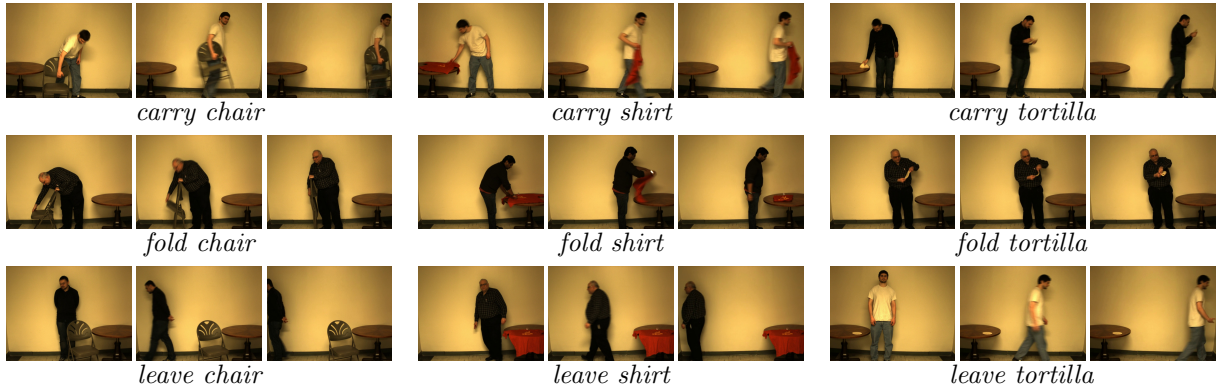 carry chair
carry shirt
carry tortilla
fold chair
fold shirt
fold tortilla
leave chair
leave shirt
leave tortilla